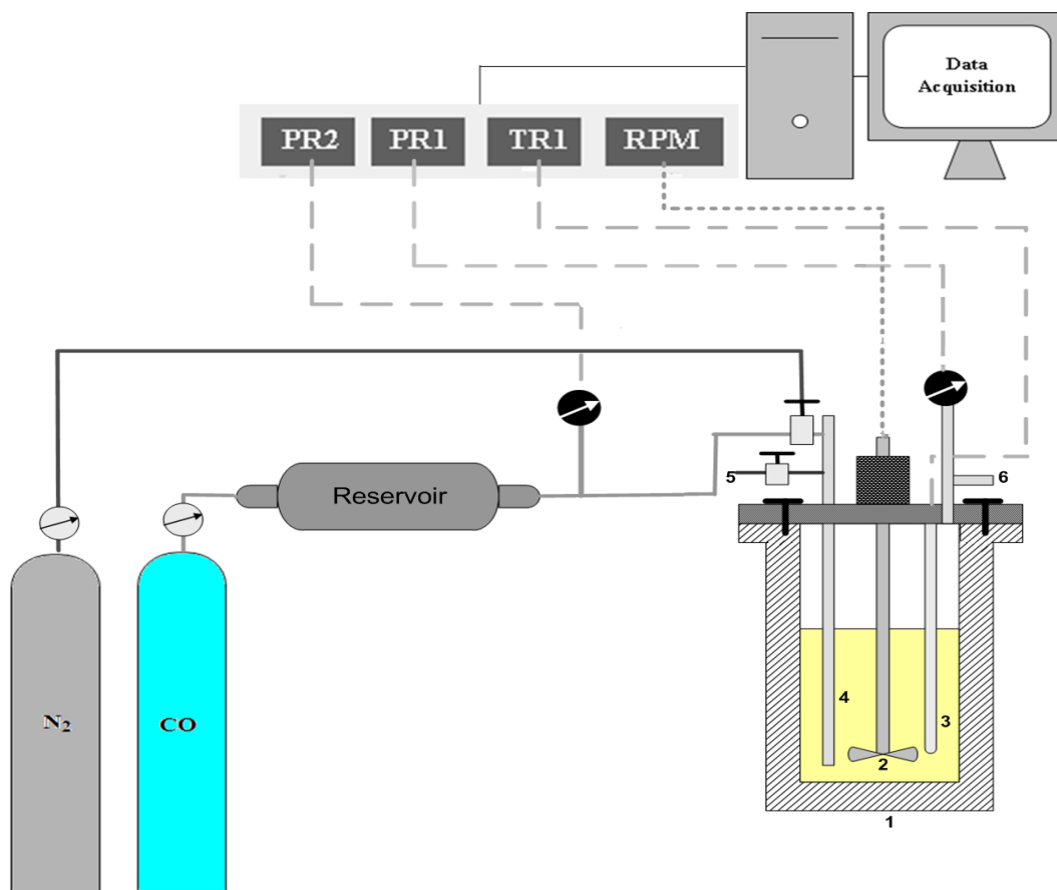 Data
Acquisition
PR2
PR1
TR1
RPM
Reservoir
5
6
N₂
CO
4
3
2
1